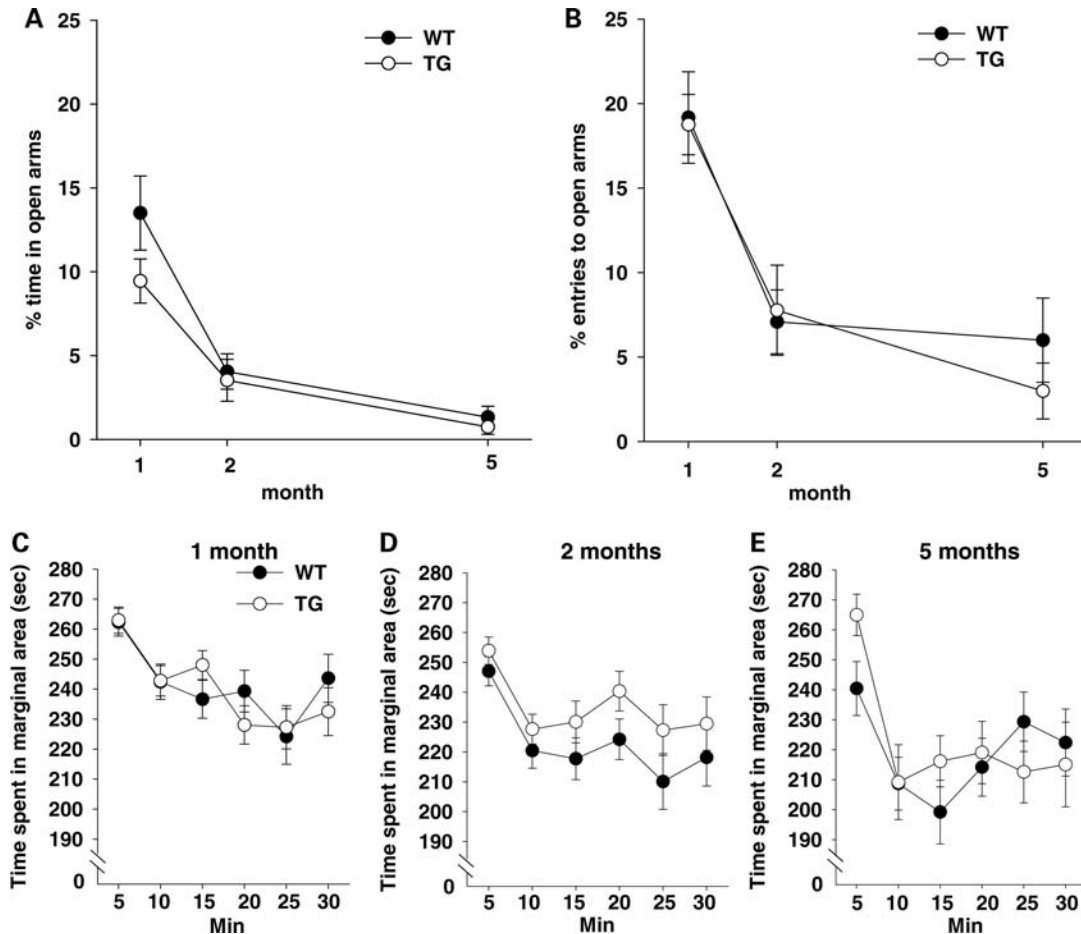 A
25
20
15
10
5
0
% time in open arms
WT
TG
1
2
5
month
B
25
20
15
10
5
0
% entries to open arms
WT
TG
1
2
5
month
C
1 month
280
270
260
250
240
230
220
210
200
190
0
Time spent in marginal area (sec)
WT
TG
5 10 15 20 25 30
Min
D
2 months
280
270
260
250
240
230
220
210
200
190
0
Time spent in marginal area (sec)
5 10 15 20 25 30
Min
E
5 months
280
270
260
250
240
230
220
210
200
190
0
Time spent in marginal area (sec)
5 10 15 20 25 30
Min